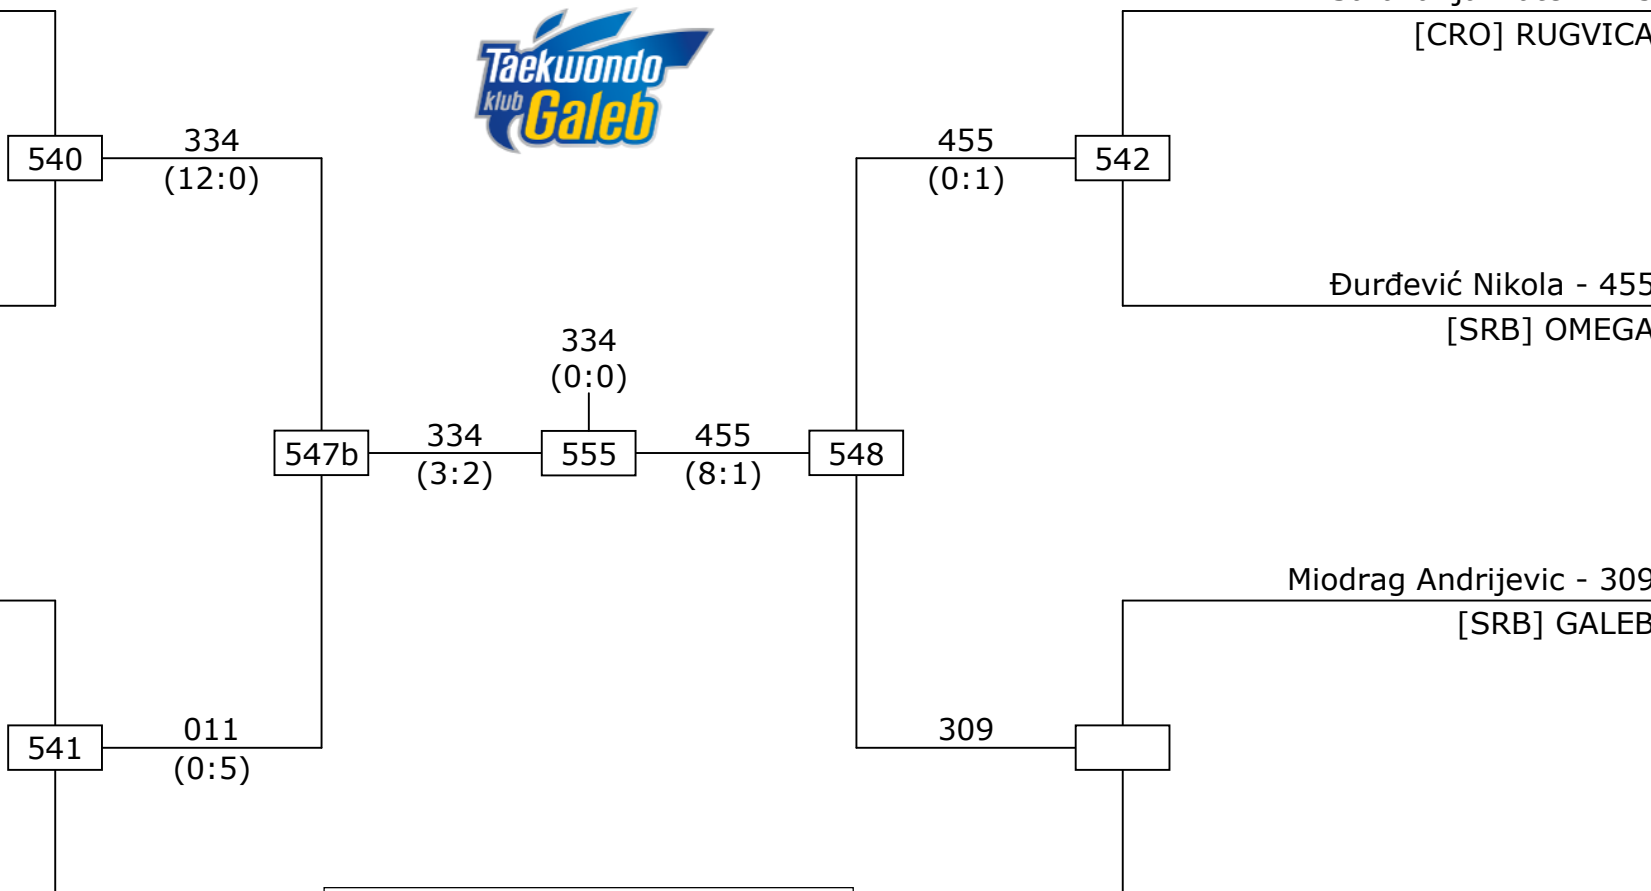 Taekwondo
klub Galeb
[CRO] RUGVICA
540
334
(12:0)
455
(0:1)
542
Đurđević Nikola - 455
[SRB] OMEGA
334
(0:0)
547b
334
(3:2)
555
455
(8:1)
548
Miodrag Andrijevic - 309
[SRB] GALEB
541
011
(0:5)
309